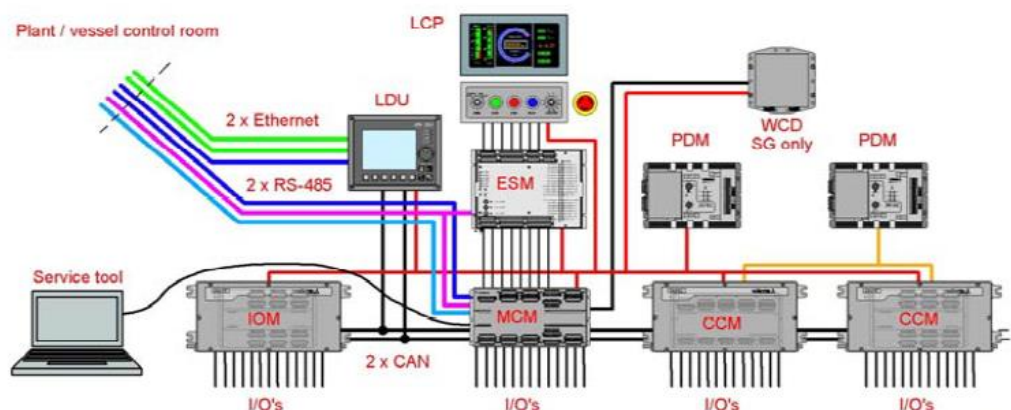 Plant / vessel control room
LCP
LDU
2 x Ethernet
2 x RS-485
WCD
SG only
PDM
PDM
ESM
Service tool
IOM
MCM
CCM
CCM
2 x CAN
I/O's
I/O's
I/O's
I/O's